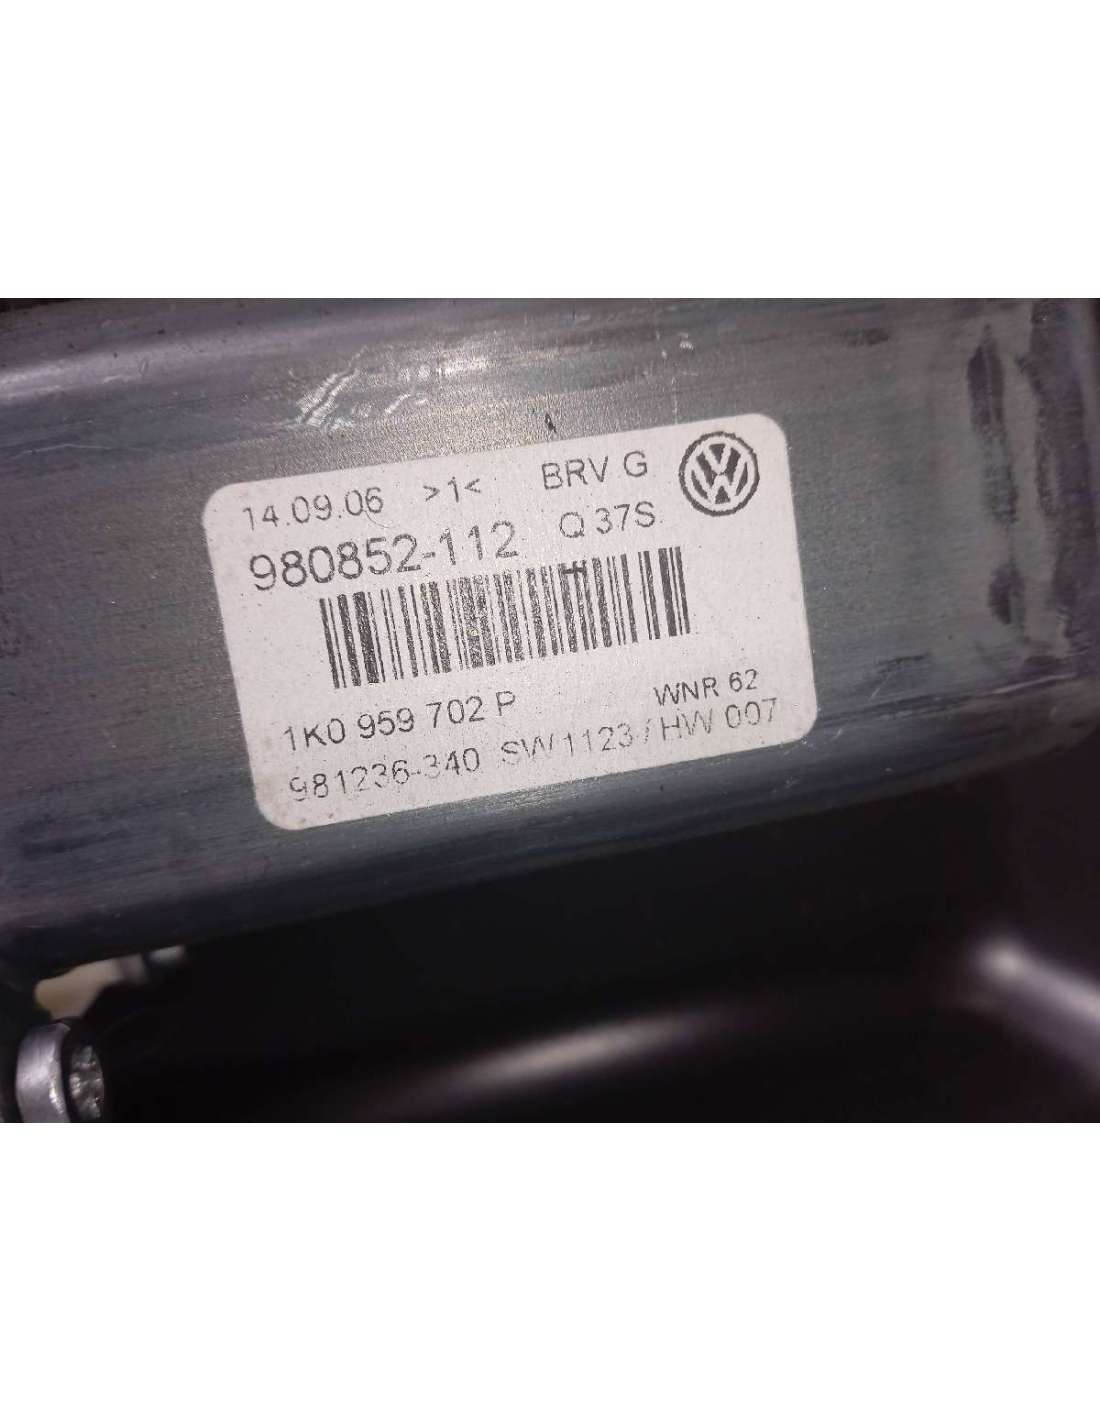 14.09.06 >1< BRV G
980852-112 Q 37S
1K0 959 702 P WNR 62
981236-340 SW 1123 / HW 007